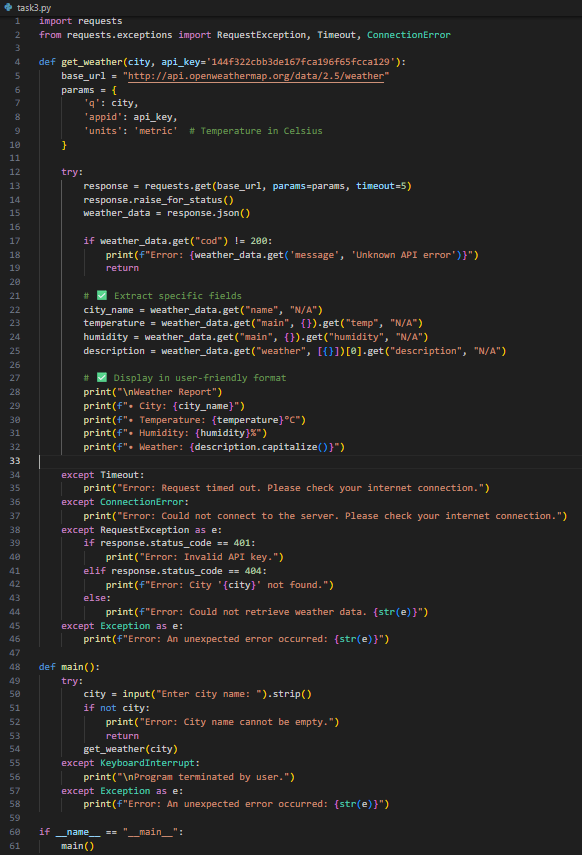 task3.py
1 import requests
2 from requests.exceptions import RequestException, Timeout, ConnectionError
3
4 def get_weather(city, api_key='144f322cbb3de167fca196f65fcca129'):
5     base_url = "http://api.openweathermap.org/data/2.5/weather"
6     params = {
7         'q': city,
8         'appid': api_key,
9         'units': 'metric'  # Temperature in Celsius
10     }
11
12     try:
13         response = requests.get(base_url, params=params, timeout=5)
14         response.raise_for_status()
15         weather_data = response.json()
16
17         if weather_data.get("cod") != 200:
18             print(f"Error: {weather_data.get('message', 'Unknown API error')}")
19             return
20
21         # ✅ Extract specific fields
22         city_name = weather_data.get("name", "N/A")
23         temperature = weather_data.get("main", {}).get("temp", "N/A")
24         humidity = weather_data.get("main", {}).get("humidity", "N/A")
25         description = weather_data.get("weather", [{}])[0].get("description", "N/A")
26
27         # ✅ Display in user-friendly format
28         print("\nWeather Report")
29         print(f"• City: {city_name}")
30         print(f"• Temperature: {temperature}°C")
31         print(f"• Humidity: {humidity}%")
32         print(f"• Weather: {description.capitalize()}")
33
34     except Timeout:
35         print("Error: Request timed out. Please check your internet connection.")
36     except ConnectionError:
37         print("Error: Could not connect to the server. Please check your internet connection.")
38     except RequestException as e:
39         if response.status_code == 401:
40             print("Error: Invalid API key.")
41         elif response.status_code == 404:
42             print(f"Error: City '{city}' not found.")
43         else:
44             print(f"Error: Could not retrieve weather data. {str(e)}")
45     except Exception as e:
46         print(f"Error: An unexpected error occurred: {str(e)}")
47
48 def main():
49     try:
50         city = input("Enter city name: ").strip()
51         if not city:
52             print("Error: City name cannot be empty.")
53             return
54         get_weather(city)
55     except KeyboardInterrupt:
56         print("\nProgram terminated by user.")
57     except Exception as e:
58         print(f"Error: An unexpected error occurred: {str(e)}")
59
60 if __name__ == "__main__":
61     main()